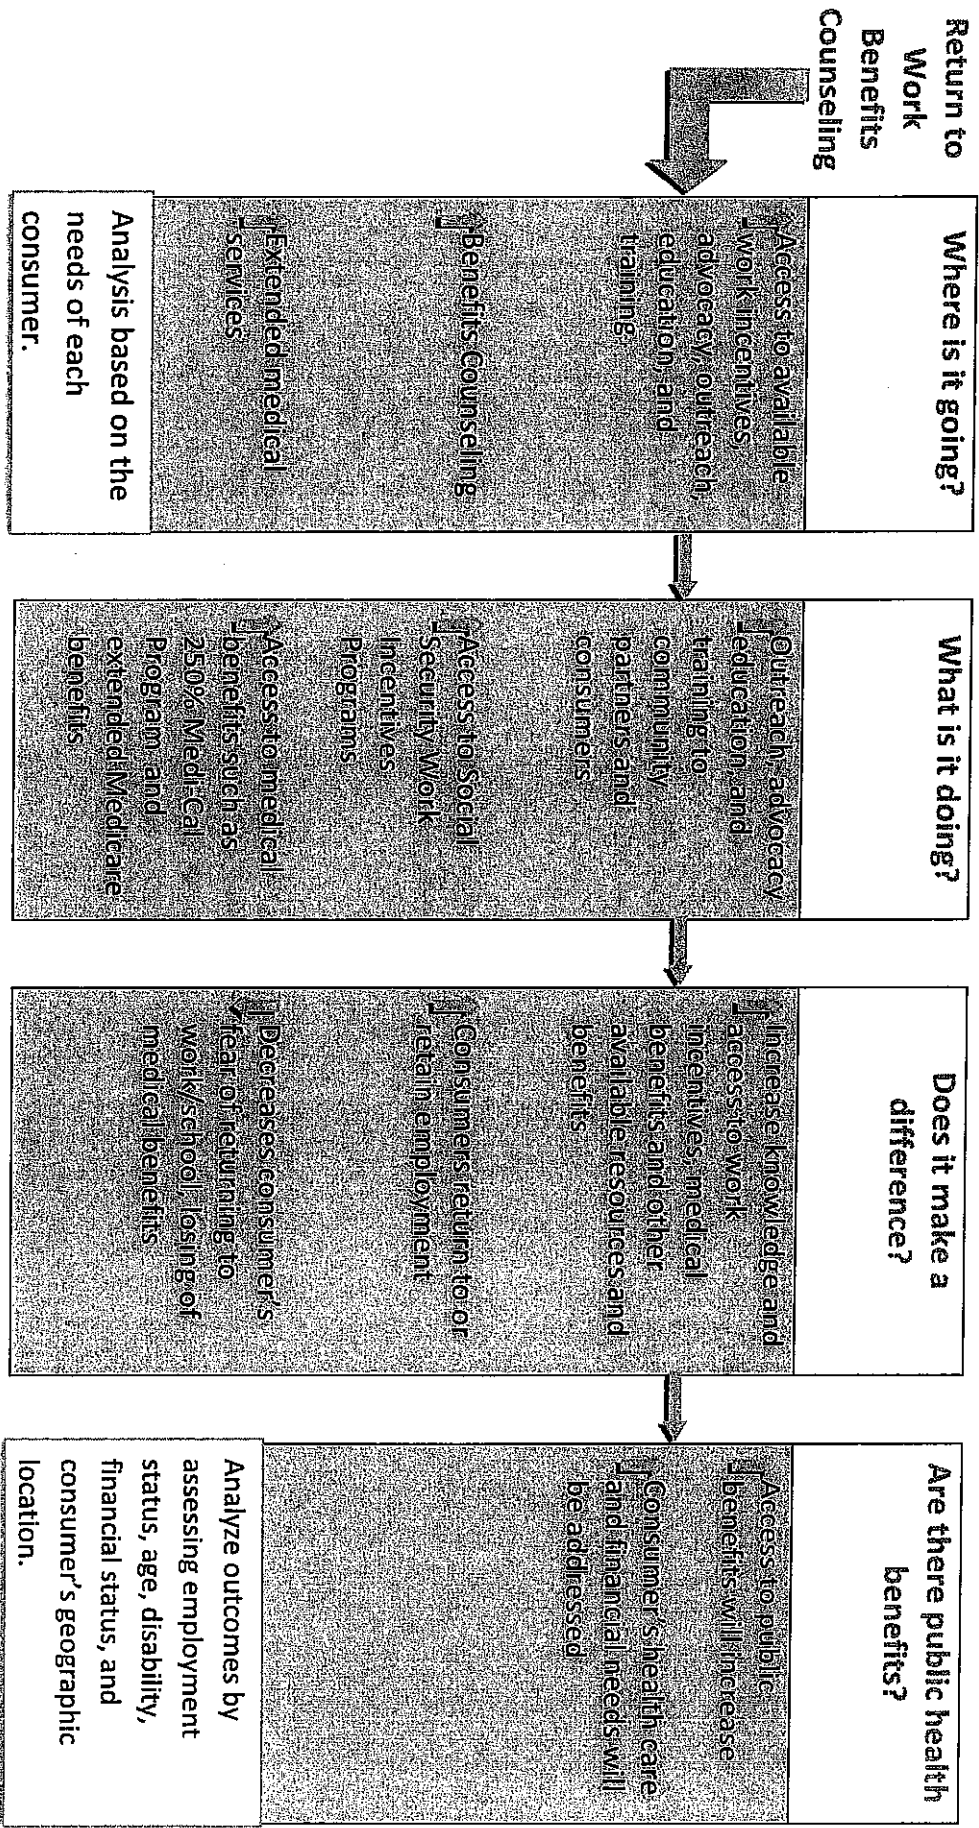 Return to
Work
Benefits
Counseling
Where is it going?
Access to available
work incentives,
advocacy, outreach,
education, and
training.
Benefits Counseling
Extended medical
services
Analysis based on the
needs of each
consumer.
What is it doing?
Outreach, advocacy
education, and
training to
community
partners and
consumers
Access to Social
Security Work
Incentives
Programs
Access to medical
benefits such as
250% Medi-Cal
Program, and
extended Medicare
benefits
Does it make a
difference?
Increase knowledge and
access to work
incentives, medical
benefits and other
available resources and
benefits
Consumers return to or
retain employment
Decreases consumer's
fear of returning to
work/school, losing of
medical benefits
Are there public health
benefits?
Access to public
benefits will increase
Consumer's health care
and financial needs will
be addressed
Analyze outcomes by
assessing employment
status, age, disability,
financial status, and
consumer's geographic
location.